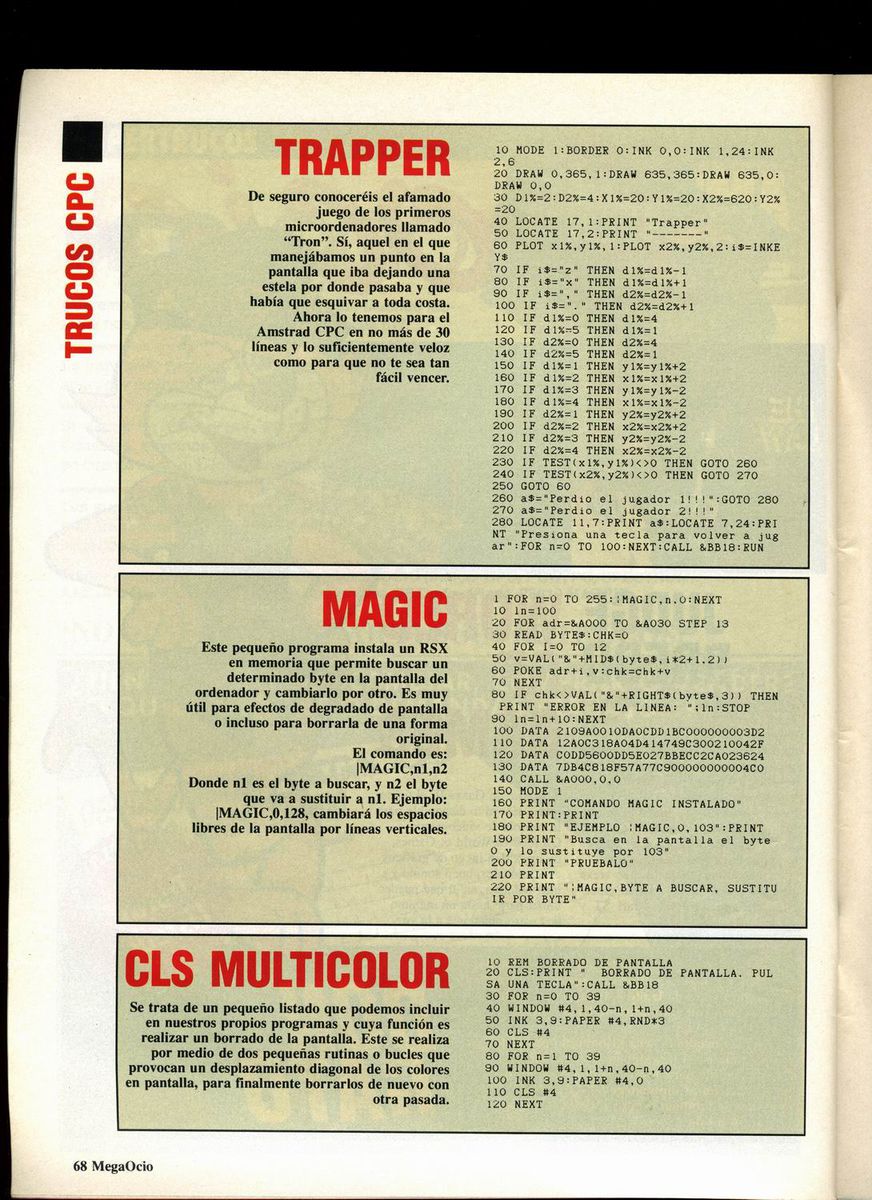 TRUCOS CPC
TRAPPER
De seguro conoceréis el afamado
juego de los primeros
microordenadores llamado
“Tron”. Sí, aquel en el que
manejábamos un punto en la
pantalla que iba dejando una
estela por donde pasaba y que
había que esquivar a toda costa.
Ahora lo tenemos para el
Amstrad CPC en no más de 30
líneas y lo suficientemente veloz
como para que no te sea tan
fácil vencer.
10 MODE 1:BORDER 0:INK 0,0:INK 1,24:INK
2,6
20 DRAW 0,365,1:DRAW 635,365:DRAW 635,0:
DRAW 0,0
30 D1%=2:D2%=4:X1%=20:Y1%=20:X2%=620:Y2%
=20
40 LOCATE 17,1:PRINT "Trapper"
50 LOCATE 17,2:PRINT "-------"
60 PLOT x1%,y1%,1:PLOT x2%,y2%,2:i$=INKE
Y$
70 IF i$="z" THEN d1%=d1%-1
80 IF i$="x" THEN d1%=d1%+1
90 IF i$="," THEN d2%=d2%-1
100 IF i$="." THEN d2%=d2%+1
110 IF d1%=0 THEN d1%=4
120 IF d1%=5 THEN d1%=1
130 IF d2%=0 THEN d2%=4
140 IF d2%=5 THEN d2%=1
150 IF d1%=1 THEN y1%=y1%+2
160 IF d1%=2 THEN x1%=x1%+2
170 IF d1%=3 THEN y1%=y1%-2
180 IF d1%=4 THEN x1%=x1%-2
190 IF d2%=1 THEN y2%=y2%+2
200 IF d2%=2 THEN x2%=x2%+2
210 IF d2%=3 THEN y2%=y2%-2
220 IF d2%=4 THEN x2%=x2%-2
230 IF TEST(x1%,y1%)<>0 THEN GOTO 260
240 IF TEST(x2%,y2%)<>0 THEN GOTO 270
250 GOTO 60
260 a$="Perdio el jugador 1!!!":GOTO 280
270 a$="Perdio el jugador 2!!!"
280 LOCATE 11,7:PRINT a$:LOCATE 7,24:PRI
NT "Presiona una tecla para volver a jug
ar":FOR n=0 TO 100:NEXT:CALL &BB18:RUN
MAGIC
Este pequeño programa instala un RSX
en memoria que permite buscar un
determinado byte en la pantalla del
ordenador y cambiarlo por otro. Es muy
útil para efectos de degradado de pantalla
o incluso para borrarla de una forma
original.
El comando es:
|MAGIC,n1,n2
Donde n1 es el byte a buscar, y n2 el byte
que va a sustituir a n1. Ejemplo:
|MAGIC,0,128, cambiará los espacios
libres de la pantalla por líneas verticales.
1 FOR n=0 TO 255:|MAGIC,n,0:NEXT
10 ln=100
20 FOR adr=&A000 TO &A030 STEP 13
30 READ BYTE$:CHK=0
40 FOR I=0 TO 12
50 v=VAL("&"+MID$(byte$,i*2+1,2))
60 POKE adr+i,v:chk=chk+v
70 NEXT
80 IF chk<>VAL("&"+RIGHT$(byte$,3)) THEN
PRINT "ERROR EN LA LINEA: ";ln:STOP
90 ln=ln+10:NEXT
100 DATA 2109A0010DA0CDD1BC000000003D2
110 DATA 12A0C318A04D414749C300210042F
120 DATA C0DD5600DD5E027BBECC2CA023624
130 DATA 7DB4C818F57A77C900000000004C0
140 CALL &A000,0,0
150 MODE 1
160 PRINT "COMANDO MAGIC INSTALADO"
170 PRINT:PRINT
180 PRINT "EJEMPLO |MAGIC,0,103":PRINT
190 PRINT "Busca en la pantalla el byte
0 y lo sustituye por 103"
200 PRINT "PRUEBALO"
210 PRINT
220 PRINT "|MAGIC,BYTE A BUSCAR, SUSTITU
IR POR BYTE"
CLS MULTICOLOR
Se trata de un pequeño listado que podemos incluir
en nuestros propios programas y cuya función es
realizar un borrado de la pantalla. Este se realiza
por medio de dos pequeñas rutinas o bucles que
provocan un desplazamiento diagonal de los colores
en pantalla, para finalmente borrarlos de nuevo con
otra pasada.
10 REM BORRADO DE PANTALLA
20 CLS:PRINT "  BORRADO DE PANTALLA. PUL
SA UNA TECLA":CALL &BB18
30 FOR n=0 TO 39
40 WINDOW #4,1,40-n,1+n,40
50 INK 3,9:PAPER #4,RND*3
60 CLS #4
70 NEXT
80 FOR n=1 TO 39
90 WINDOW #4,1,1+n,40-n,40
100 INK 3,9:PAPER #4,0
110 CLS #4
120 NEXT
68 MegaOcio